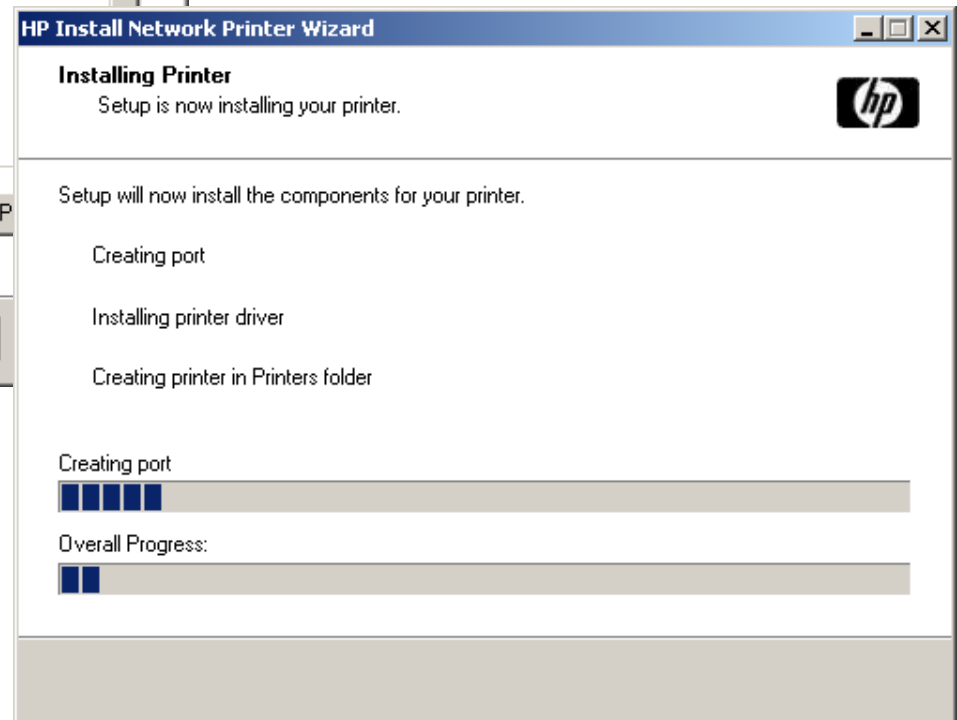 HP Install Network Printer Wizard
Installing Printer
Setup is now installing your printer.
hp
Setup will now install the components for your printer.
P
Creating port
Installing printer driver
Creating printer in Printers folder
Creating port
Overall Progress: